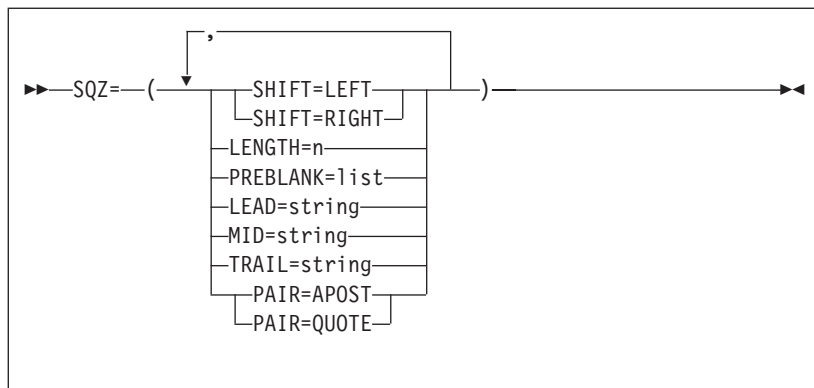 ,
SQZ=(SHIFT=LEFT)
SHIFT=RIGHT
LENGTH=n
PREBLANK=list
LEAD=string
MID=string
TRAIL=string
PAIR=APOST
PAIR=QUOTE